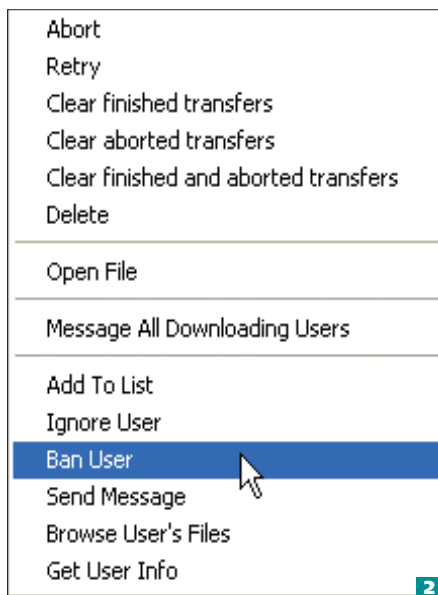 Abort
Retry
Clear finished transfers
Clear aborted transfers
Clear finished and aborted transfers
Delete
Open File
Message All Downloading Users
Add To List
Ignore User
Ban User
Send Message
Browse User's Files
Get User Info
2